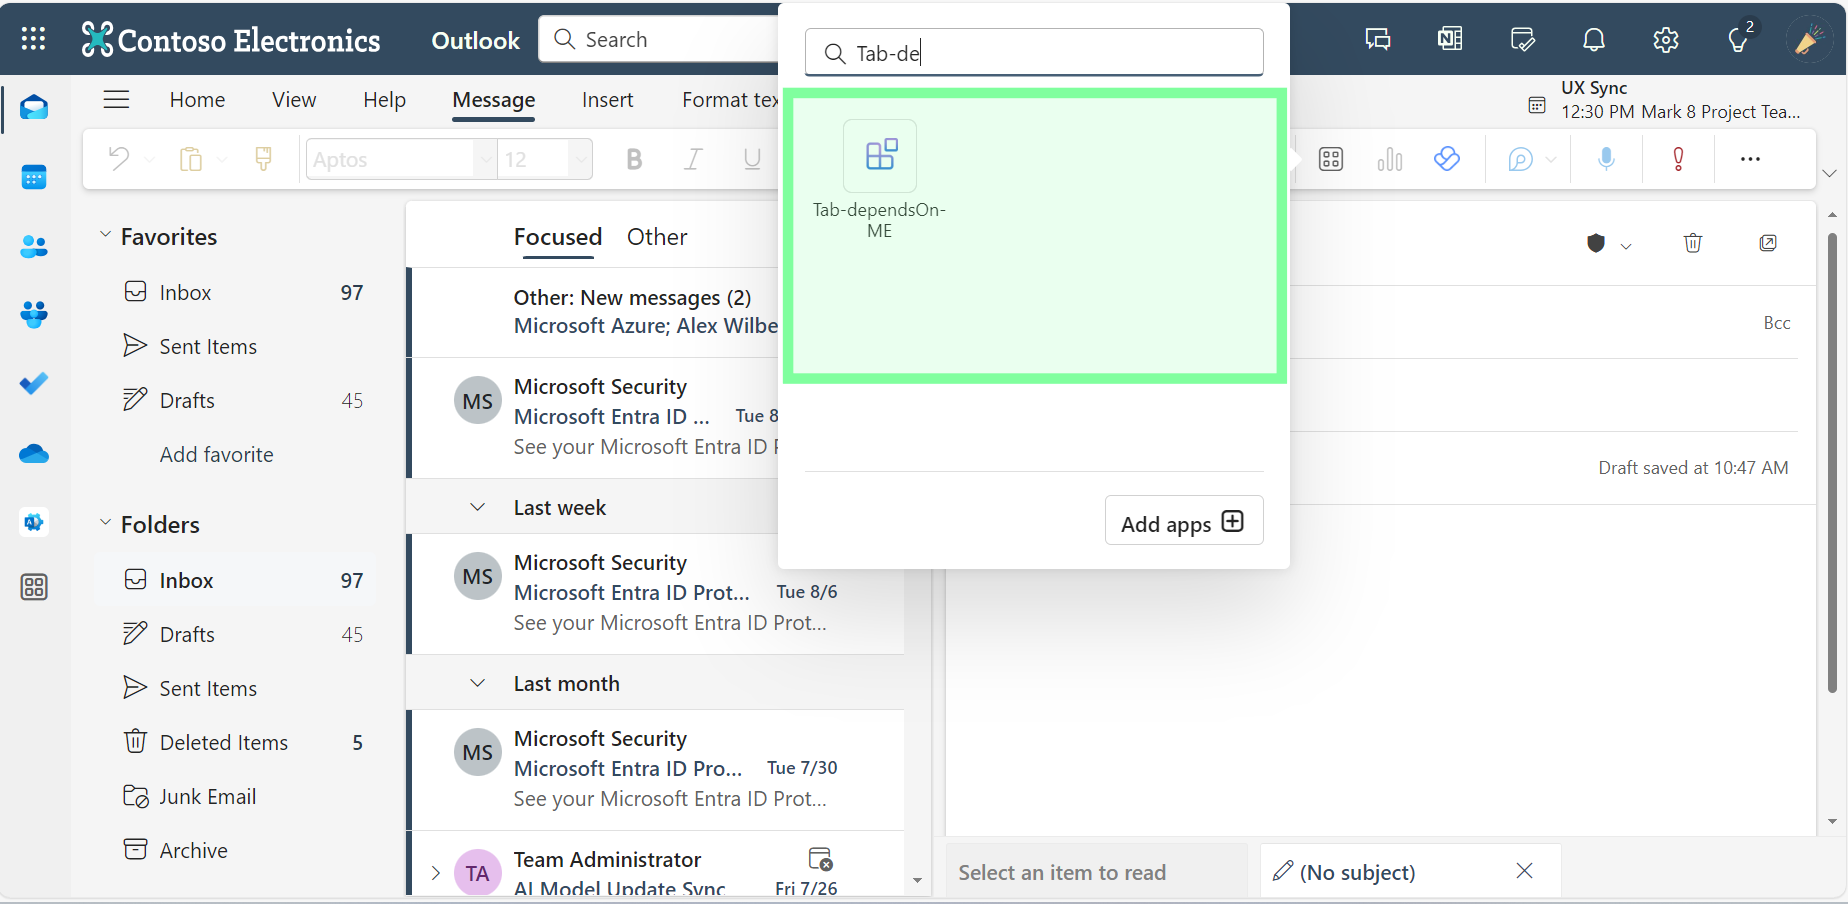 Contoso Electronics
Outlook
Search
Tab-de
2
UX Sync
12:30 PM Mark 8 Project Tea...
Home View Help Message Insert Format tex
Aptos 12 B I U
Tab-dependsOn-
ME
Add apps
Favorites
Inbox 97
Sent Items
Drafts 45
Add favorite
Folders
Inbox 97
Drafts 45
Sent Items
Deleted Items 5
Junk Email
Archive
Focused Other
Other: New messages (2)
Microsoft Azure; Alex Wilbe
MS
Microsoft Security
Microsoft Entra ID ... Tue 8
See your Microsoft Entra ID P
Last week
MS
Microsoft Security
Microsoft Entra ID Prot... Tue 8/6
See your Microsoft Entra ID Prot...
Last month
MS
Microsoft Security
Microsoft Entra ID Pro... Tue 7/30
See your Microsoft Entra ID Prot...
TA
Team Administrator
AI Model Update Sync Fri 7/26
Bcc
Draft saved at 10:47 AM
Select an item to read
(No subject)